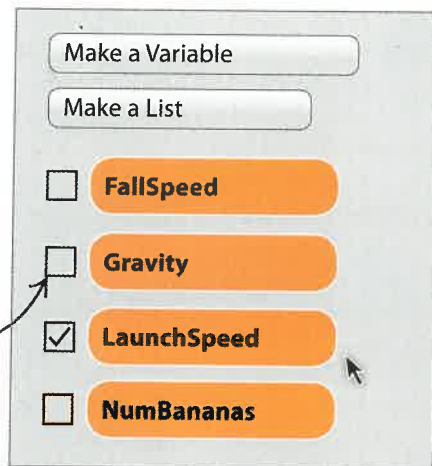 Make a Variable
Make a List
FallSpeed
Gravity
LaunchSpeed
NumBananas